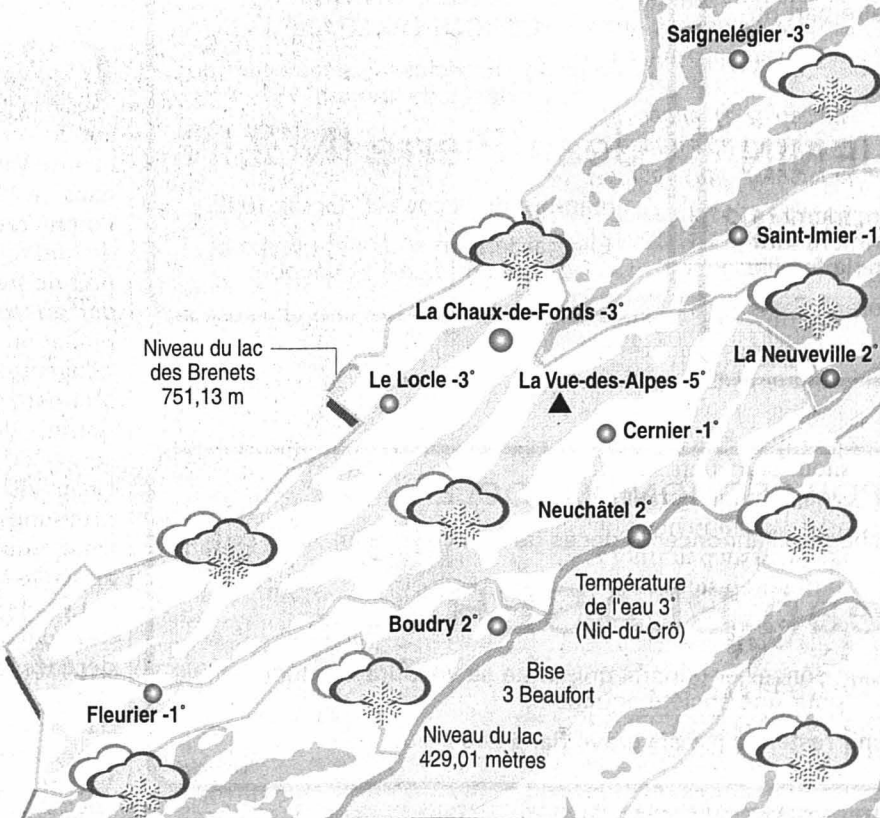 Saignelégier -3°
Saint-Imier -1
La Chaux-de-Fonds -3°
Niveau du lac
des Brenets
751,13 m
La Neuveville 2°
Le Locle -3°
La Vue-des-Alpes -5°
Cernier -1°
Neuchâtel 2°
Température
de l'eau 3°
(Nid-du-Crô)
Boudry 2°
Bise
3 Beaufort
Fleurier -1°
Niveau du lac
429,01 mètres